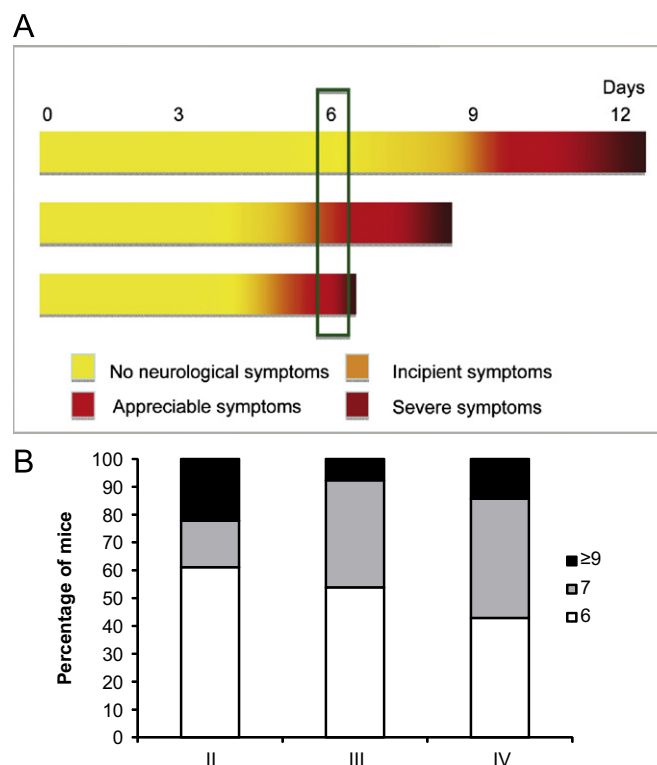 A
Days
0 3 6 9 12
No neurological symptoms Incipient symptoms
Appreciable symptoms Severe symptoms
B
100
90
80
70
60
50
40
30
20
10
0
Percentage of mice
≥9
7
6
II III IV